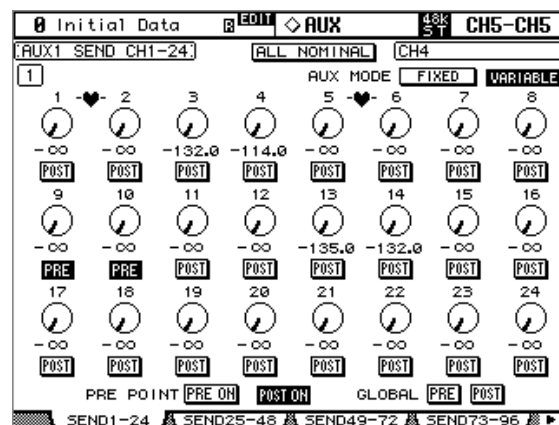 0 Initial Data R EDIT ◇AUX 48K ST CH5-CH5
AUX1 SEND CH1-24 ALL NOMINAL CH4
1 AUX MODE FIXED VARIABLE
1 -♥- 2 3 4 5 -♥- 6 7 8
-∞ -∞ -132.0 -114.0 -∞ -∞ -∞ -∞
POST POST POST POST POST POST POST POST
9 10 11 12 13 14 15 16
-∞ -∞ -∞ -∞ -135.0 -132.0 -∞ -∞
PRE PRE POST POST POST POST POST POST
17 18 19 20 21 22 23 24
-∞ -∞ -∞ -∞ -∞ -∞ -∞ -∞
POST POST POST POST POST POST POST POST
PRE POINT PRE ON POST ON GLOBAL PRE POST
SEND1-24 SEND25-48 SEND49-72 SEND73-96